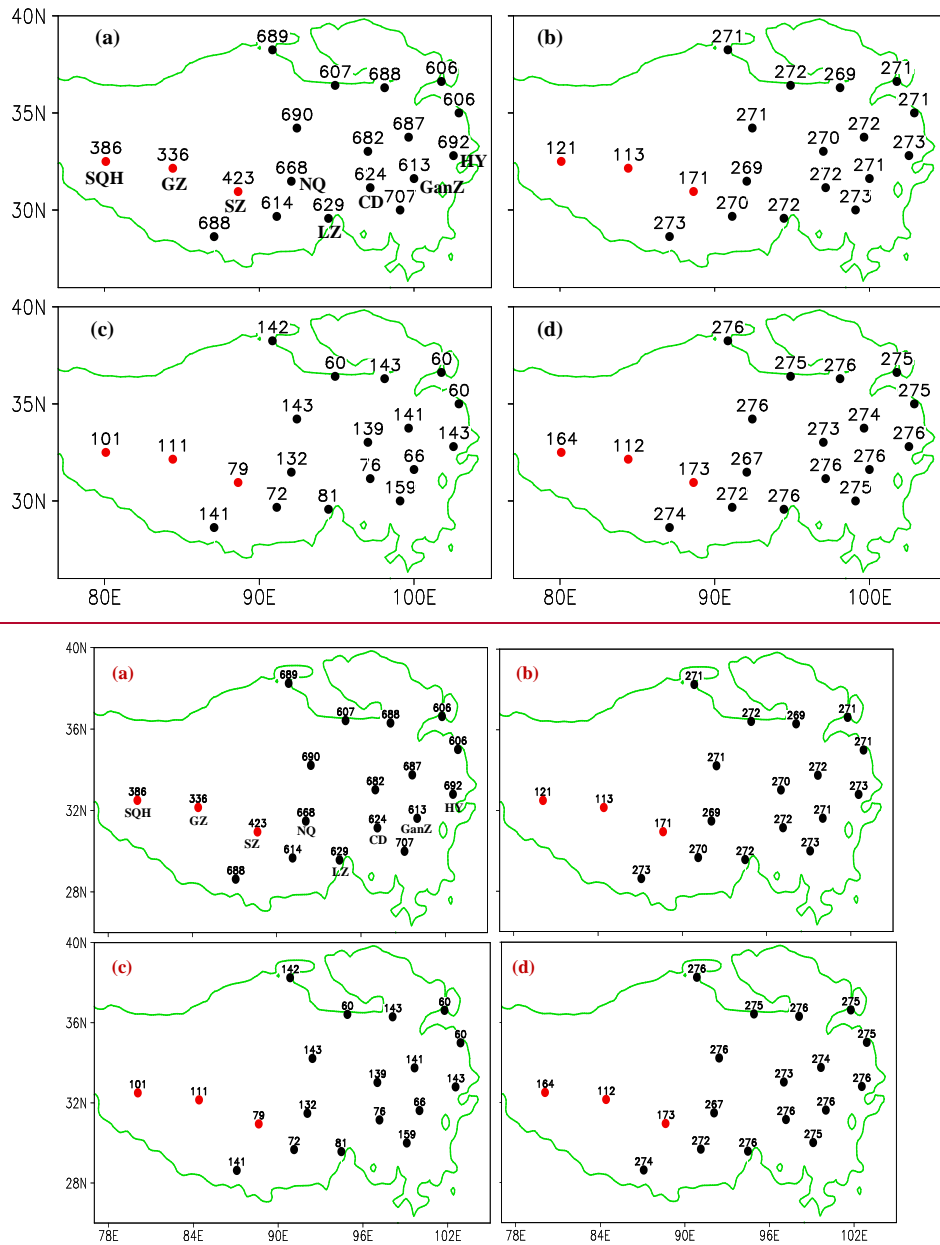 40N
(a) 689 (b) 271
607 688 606 272 269 271
35N 606 271
690 687 692 HY 271 272 273
386 336 682 121 113 270
SQH GZ 423 668 NQ 624 613 GanZ 171 269 272 271
SZ CD
30N 614 629 707 270 272 273
688 LZ 273
40N
(c) 142 (d) 276
60 143 60 275 276 275
35N 60 275
143 141 143 276 274 276
101 111 139 164 112 273
79 132 76 66 173 267 276 276
30N 72 81 159 272 276 275
141 274
80E 90E 100E 80E 90E 100E
40N
(a) 689 (b) 271
36N 607 688 606 272 269 271
606 271
690 687 271 272
386 336 682 692 121 113 270 273
32N SQH GZ HY
423 668 624 613 171 269 272 271
SZ NQ CD GanZ
614 629 707 270 272 273
28N 688 LZ 273
40N
(c) 142 (d) 276
36N 60 143 60 275 276 275
60 275
143 141 276 274
101 111 139 143 164 112 273 276
32N 79 132 76 66 173 267 276 276
72 81 159 272 276 275
28N 141 274
78E 84E 90E 96E 102E 78E 84E 90E 96E 102E